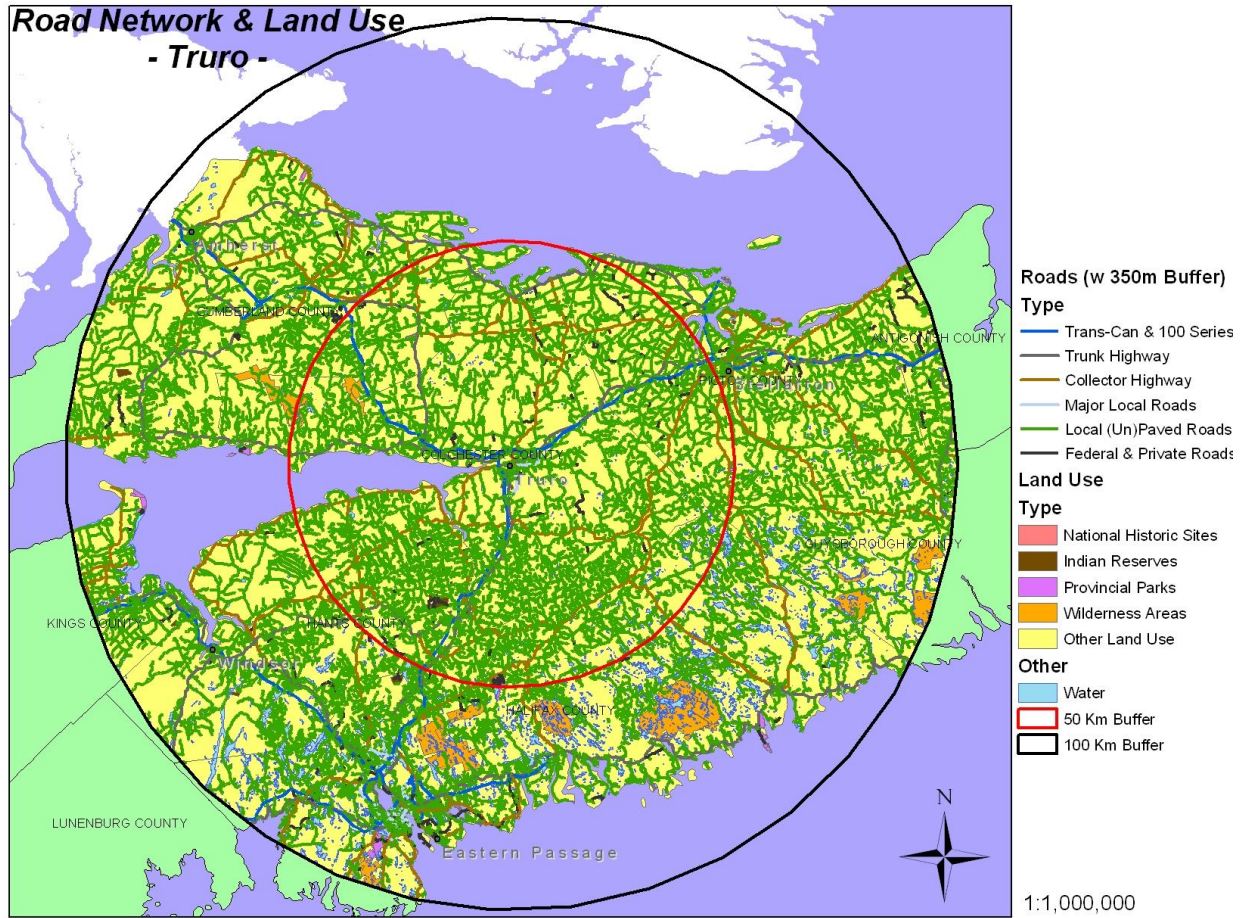 Road Network & Land Use
- Truro -
Amherst
CUMBERLAND COUNTY
ANTIGONISH COUNTY
Stellarton
COLCHESTER COUNTY
Truro
GUYSBOROUGH COUNTY
KINGS COUNTY
HANTS COUNTY
Windsor
HALIFAX COUNTY
LUNENBURG COUNTY
Eastern Passage
Roads (w 350m Buffer)
Type
Trans-Can & 100 Series
Trunk Highway
Collector Highway
Major Local Roads
Local (Un)Paved Roads
Federal & Private Roads
Land Use
Type
National Historic Sites
Indian Reserves
Provincial Parks
Wilderness Areas
Other Land Use
Other
Water
50 Km Buffer
100 Km Buffer
N
1:1,000,000